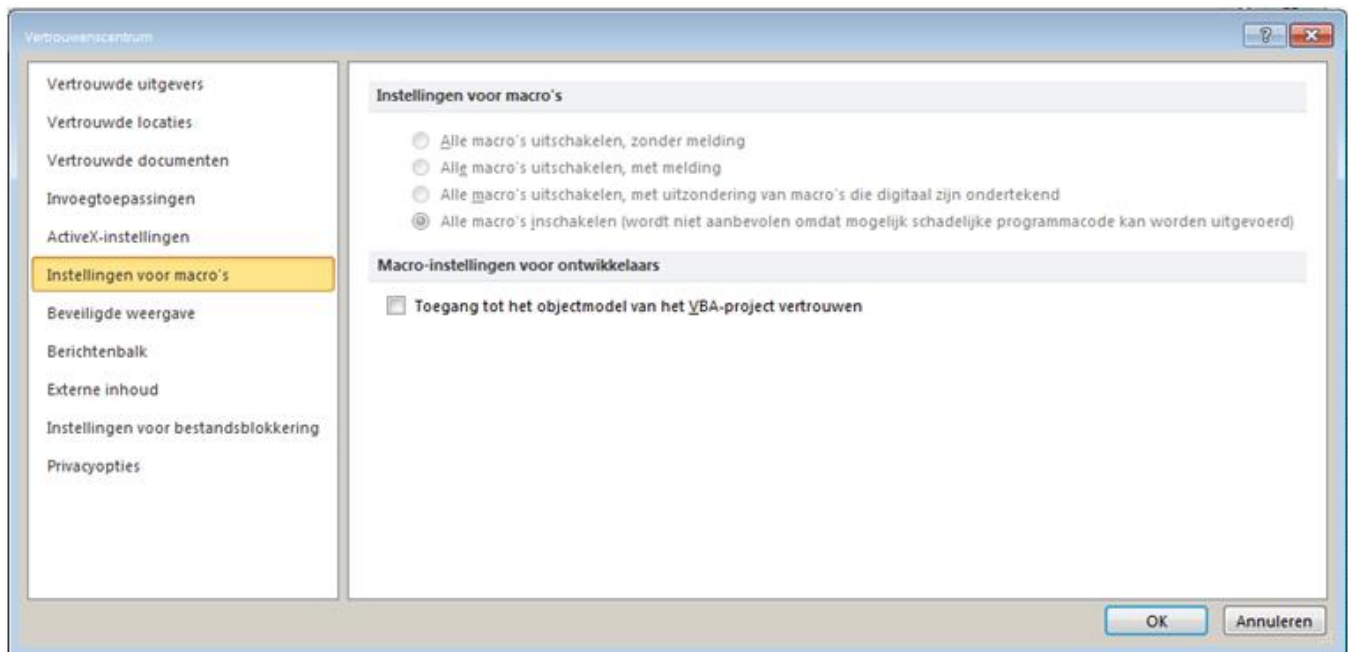 Vertrouwenscentrum
Vertrouwde uitgevers
Vertrouwde locaties
Vertrouwde documenten
Invoegtoepassingen
ActiveX-instellingen
Instellingen voor macro's
Beveiligde weergave
Berichtenbalk
Externe inhoud
Instellingen voor bestandsblokkering
Privacyopties
Instellingen voor macro's
Alle macro's uitschakelen, zonder melding
Alle macro's uitschakelen, met melding
Alle macro's uitschakelen, met uitzondering van macro's die digitaal zijn ondertekend
Alle macro's inschakelen (wordt niet aanbevolen omdat mogelijk schadelijke programmacode kan worden uitgevoerd)
Macro-instellingen voor ontwikkelaars
Toegang tot het objectmodel van het VBA-project vertrouwen
OK
Annuleren